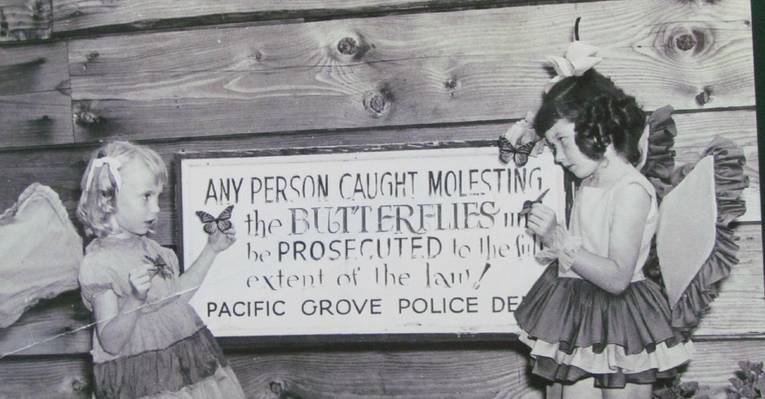 ANY PERSON CAUGHT MOLESTING
the BUTTERFLIES
be PROSECUTED to the
extent of the law!
PACIFIC GROVE POLICE